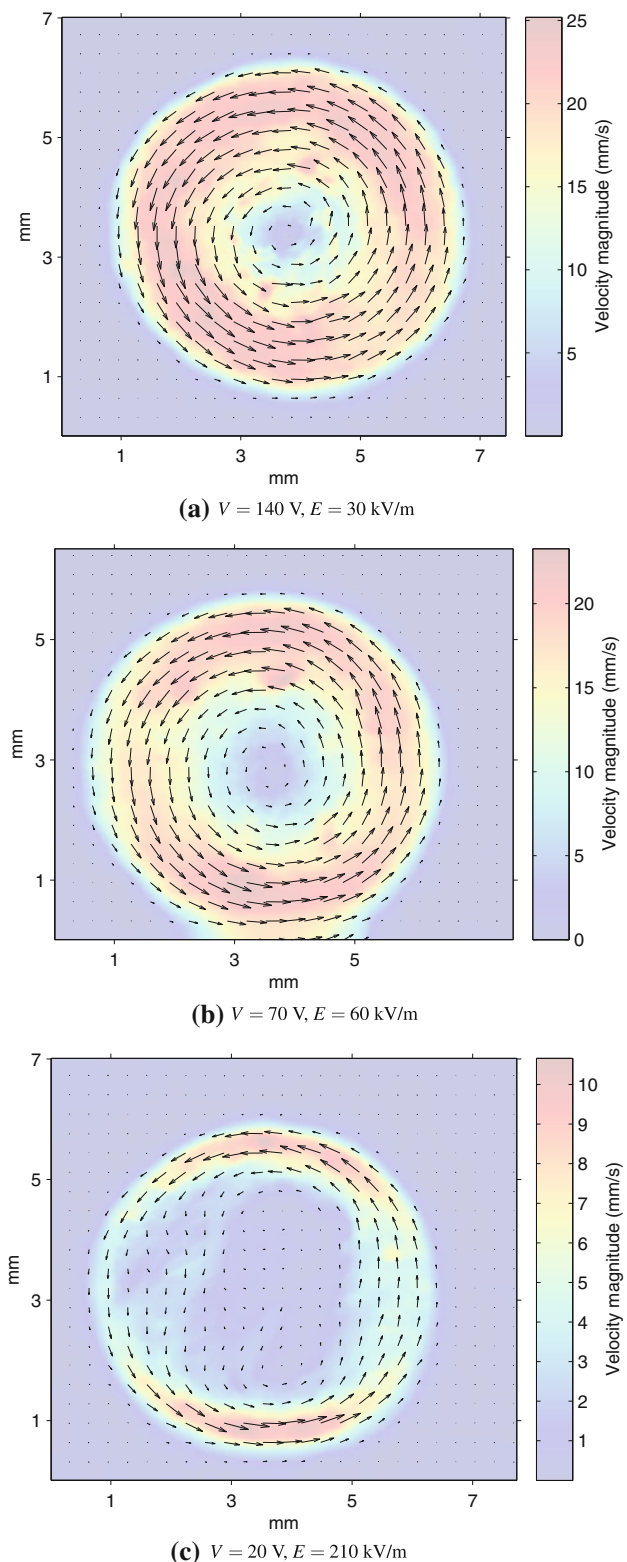 7
5
3
1
mm
1 3 5 7
mm
25
20
15
10
5
Velocity magnitude (mm/s)
(a) V = 140 V, E = 30 kV/m
5
3
1
mm
1 3 5
mm
20
15
10
5
0
Velocity magnitude (mm/s)
(b) V = 70 V, E = 60 kV/m
7
5
3
1
mm
1 3 5 7
mm
10
9
8
7
6
5
4
3
2
1
Velocity magnitude (mm/s)
(c) V = 20 V, E = 210 kV/m